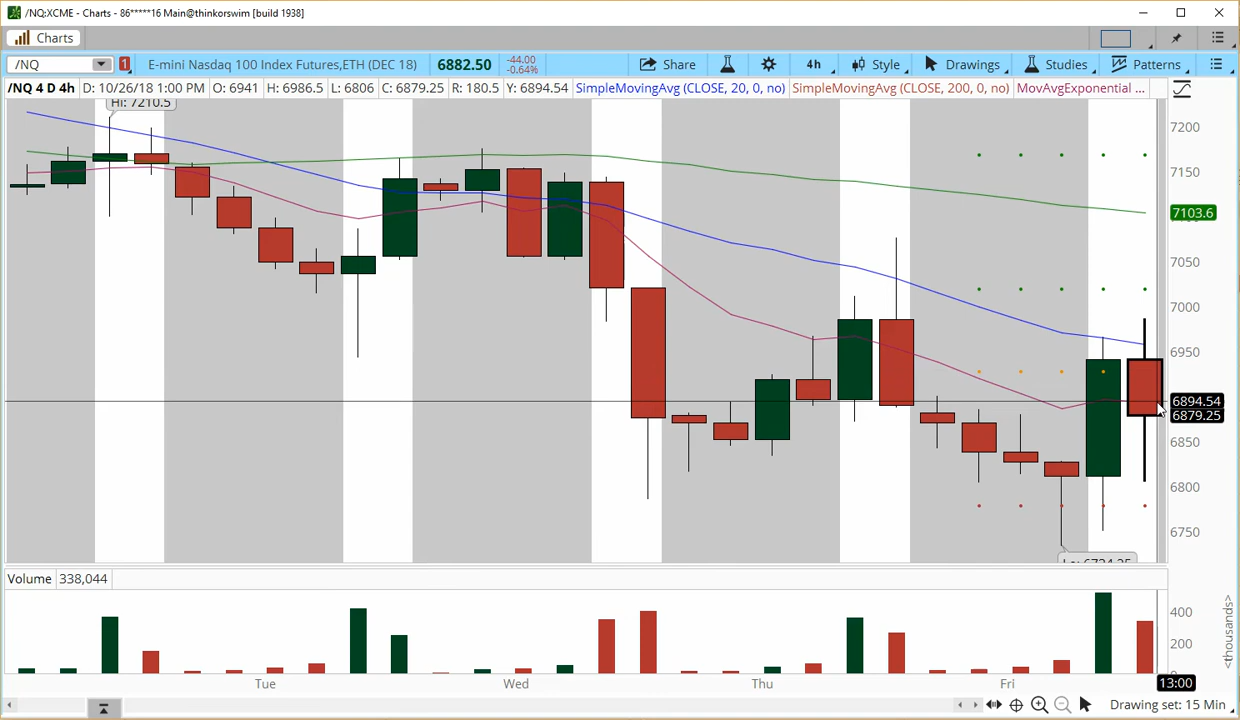 /NQ:XCME - Charts - 86*****16 Main@thinkorswim [build 1938]
Charts
/NQ 1 E-mini Nasdaq 100 Index Futures,ETH (DEC 18) 6882.50 -44.00 -0.64% Share 4h Style Drawings Studies Patterns
/NQ 4 D 4h D: 10/26/18 1:00 PM O: 6941 H: 6986.5 L: 6806 C: 6879.25 R: 180.5 Y: 6894.54 SimpleMovingAvg (CLOSE, 20, 0, no) SimpleMovingAvg (CLOSE, 200, 0, no) MovAvgExponential ...
Hi: 7210.5
7200
7150
7103.6
7050
7000
6950
6894.54
6879.25
6850
6800
6750
Lo: 6724.25
Volume 338,044
400
200
<thousands>
Tue Wed Thu Fri 13:00
Drawing set: 15 Min